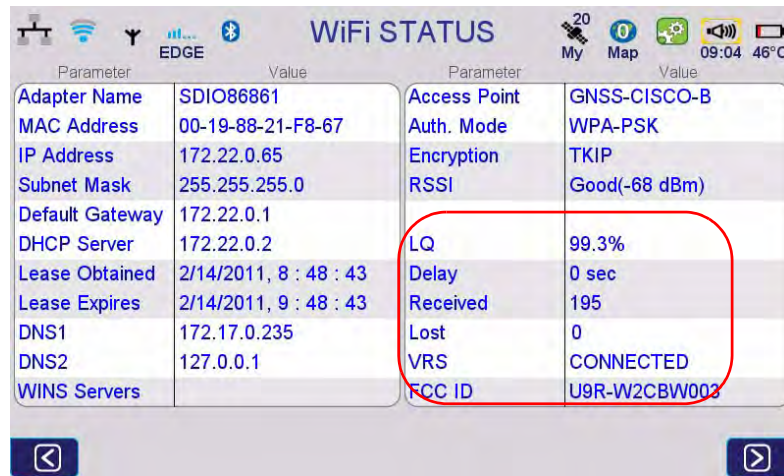 EDGE
WiFi STATUS
20
My
0
Map
09:04
46°C
Parameter Value Parameter Value
Adapter Name SDIO86861 Access Point GNSS-CISCO-B
MAC Address 00-19-88-21-F8-67 Auth. Mode WPA-PSK
IP Address 172.22.0.65 Encryption TKIP
Subnet Mask 255.255.255.0 RSSI Good(-68 dBm)
Default Gateway 172.22.0.1
DHCP Server 172.22.0.2 LQ 99.3%
Lease Obtained 2/14/2011, 8 : 48 : 43 Delay 0 sec
Lease Expires 2/14/2011, 9 : 48 : 43 Received 195
DNS1 172.17.0.235 Lost 0
DNS2 127.0.0.1 VRS CONNECTED
WINS Servers FCC ID U9R-W2CBW003